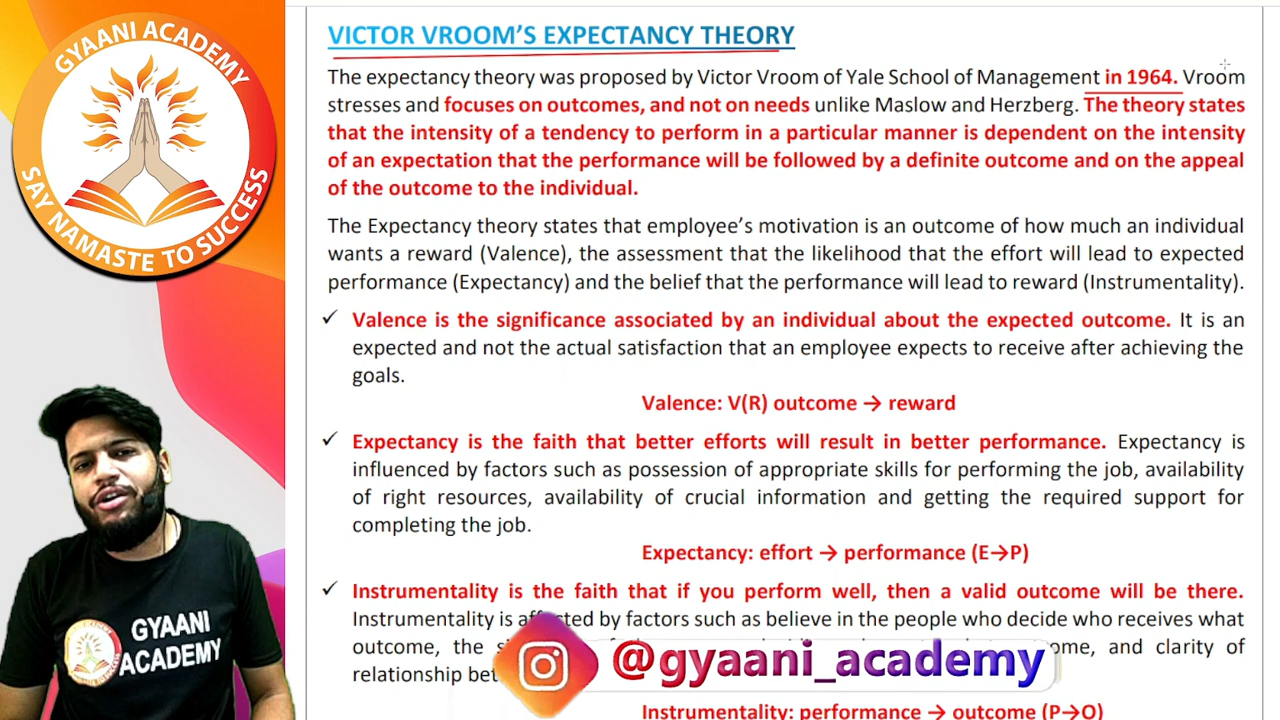 GYAANI ACADEMY
SAY NAMASTE TO SUCCESS
VICTOR VROOM'S EXPECTANCY THEORY
The expectancy theory was proposed by Victor Vroom of Yale School of Management in 1964. Vroom
stresses and focuses on outcomes, and not on needs unlike Maslow and Herzberg. The theory states
that the intensity of a tendency to perform in a particular manner is dependent on the intensity
of an expectation that the performance will be followed by a definite outcome and on the appeal
of the outcome to the individual.
The Expectancy theory states that employee's motivation is an outcome of how much an individual
wants a reward (Valence), the assessment that the likelihood that the effort will lead to expected
performance (Expectancy) and the belief that the performance will lead to reward (Instrumentality).
✓ Valence is the significance associated by an individual about the expected outcome. It is an
expected and not the actual satisfaction that an employee expects to receive after achieving the
goals.
Valence: V(R) outcome → reward
✓ Expectancy is the faith that better efforts will result in better performance. Expectancy is
influenced by factors such as possession of appropriate skills for performing the job, availability
of right resources, availability of crucial information and getting the required support for
completing the job.
Expectancy: effort → performance (E→P)
✓ Instrumentality is the faith that if you perform well, then a valid outcome will be there.
Instrumentality is by factors such as believe in the people who decide who receives what
outcome, the and clarity of
relationship
Instrumentality: performance → outcome (P→O)
@gyaani_academy
GYAANI
ACADEMY